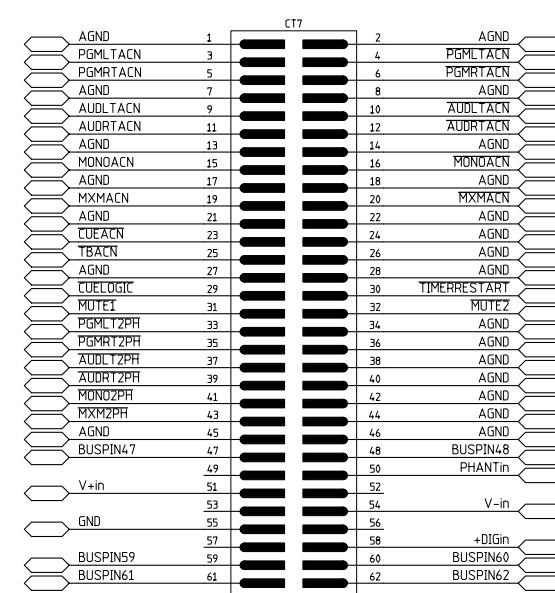 CT7
AGND 1 2 AGND
PGMLTACN 3 4 PGMLTACN
PGMRTACN 5 6 PGMRTACN
AGND 7 8 AGND
AUDLTACN 9 10 AUDLTACN
AUDRTACN 11 12 AUDRTACN
AGND 13 14 AGND
MONOACN 15 16 MONOACN
AGND 17 18 AGND
MXMACN 19 20 MXMACN
AGND 21 22 AGND
CUEACN 23 24 AGND
TBACN 25 26 AGND
AGND 27 28 AGND
CUELOGIC 29 30 TIMERRESTART
MUTE1 31 32 MUTE2
PGMLT2PH 33 34 AGND
PGMRT2PH 35 36 AGND
AUDLT2PH 37 38 AGND
AUDRT2PH 39 40 AGND
MONO2PH 41 42 AGND
MXM2PH 43 44 AGND
AGND 45 46 AGND
BUSPIN47 47 48 BUSPIN48
49 50 PHANTin
V+in 51 52
53 54 V-in
GND 55 56
57 58 +DIGin
BUSPIN59 59 60 BUSPIN60
BUSPIN61 61 62 BUSPIN62